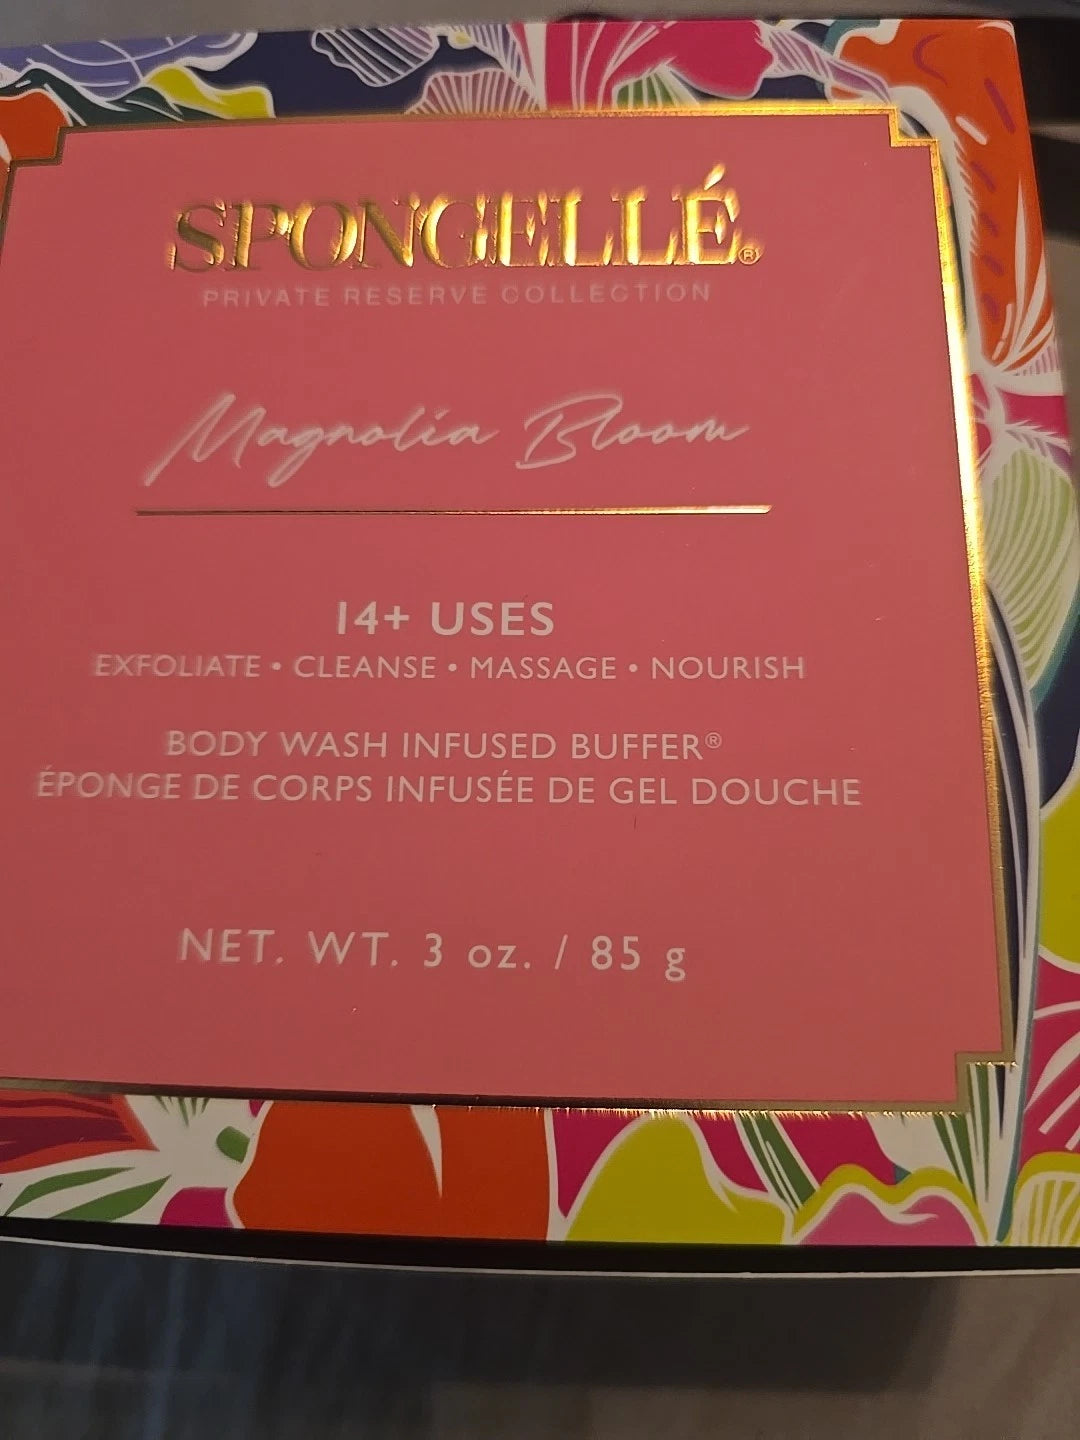 SPONGELLÉ®
PRIVATE RESERVE COLLECTION
Magnolia Bloom
14+ USES
EXFOLIATE • CLEANSE • MASSAGE • NOURISH
BODY WASH INFUSED BUFFER®
ÉPONGE DE CORPS INFUSÉE DE GEL DOUCHE
NET. WT. 3 oz. / 85 g